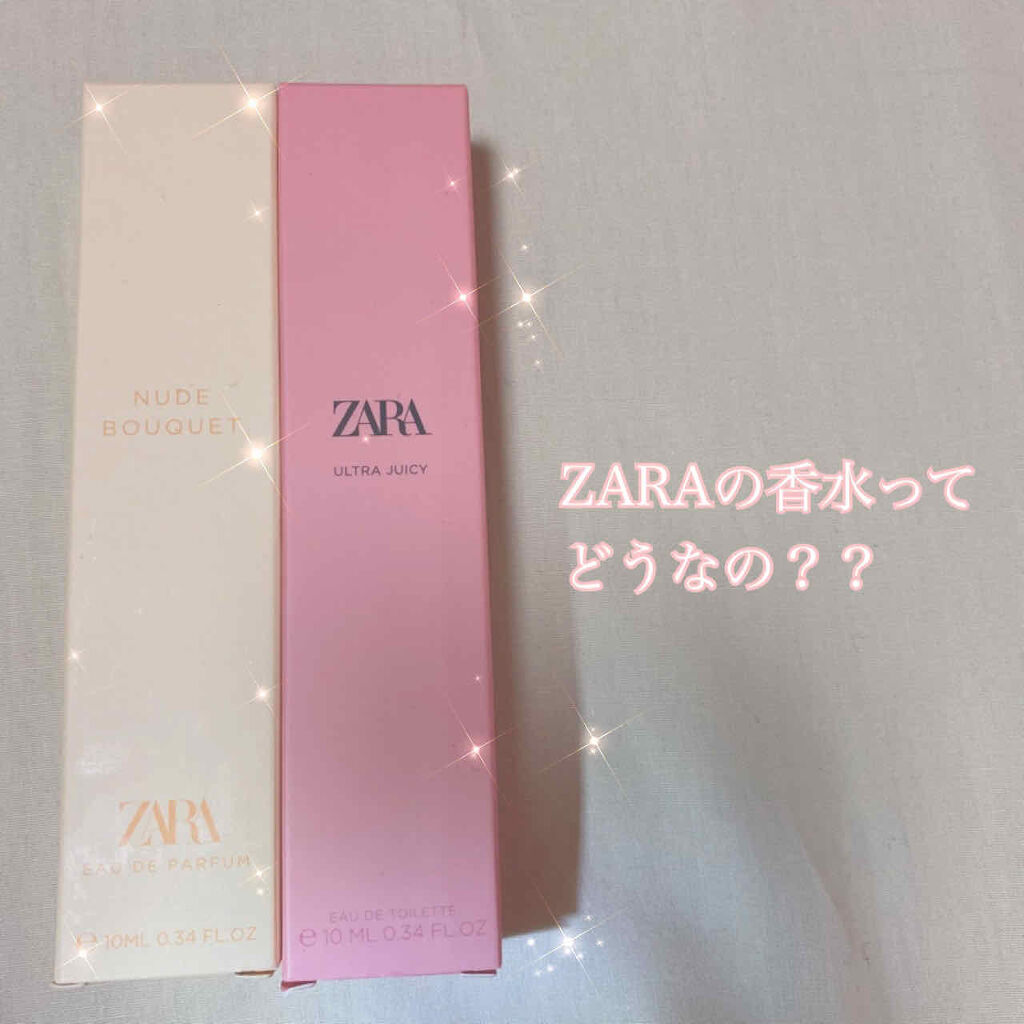 NUDE
BOUQUET
ZARA
EAU DE PARFUM
e 10ML 0.34 FL.OZ
ZARA
ULTRA JUICY
EAU DE TOILETTE
e 10 ML 0.34 FL.OZ
ZARAの香水って
どうなの？？